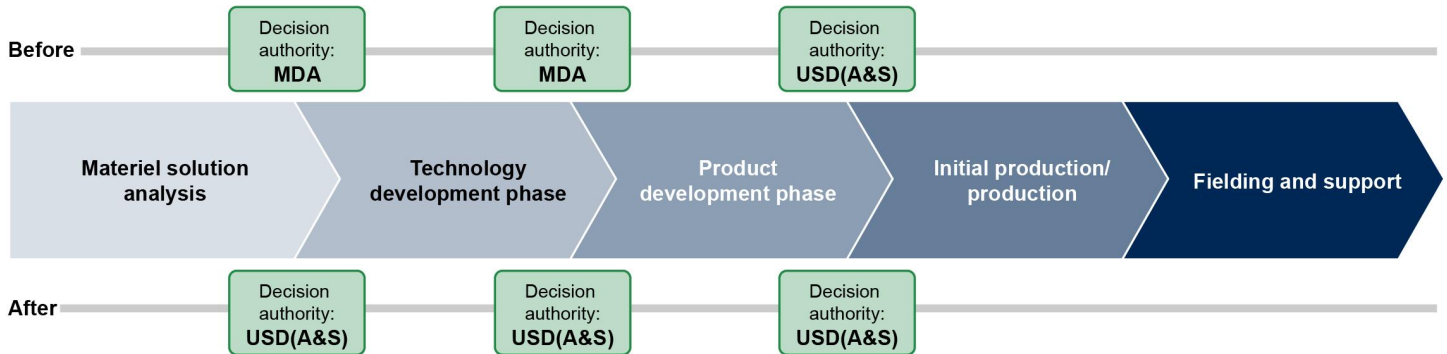 Before
Decision
authority:
MDA
Decision
authority:
MDA
Decision
authority:
USD(A&S)
Materiel solution
analysis
Technology
development phase
Product
development phase
Initial production/
production
Fielding and support
After
Decision
authority:
USD(A&S)
Decision
authority:
USD(A&S)
Decision
authority:
USD(A&S)